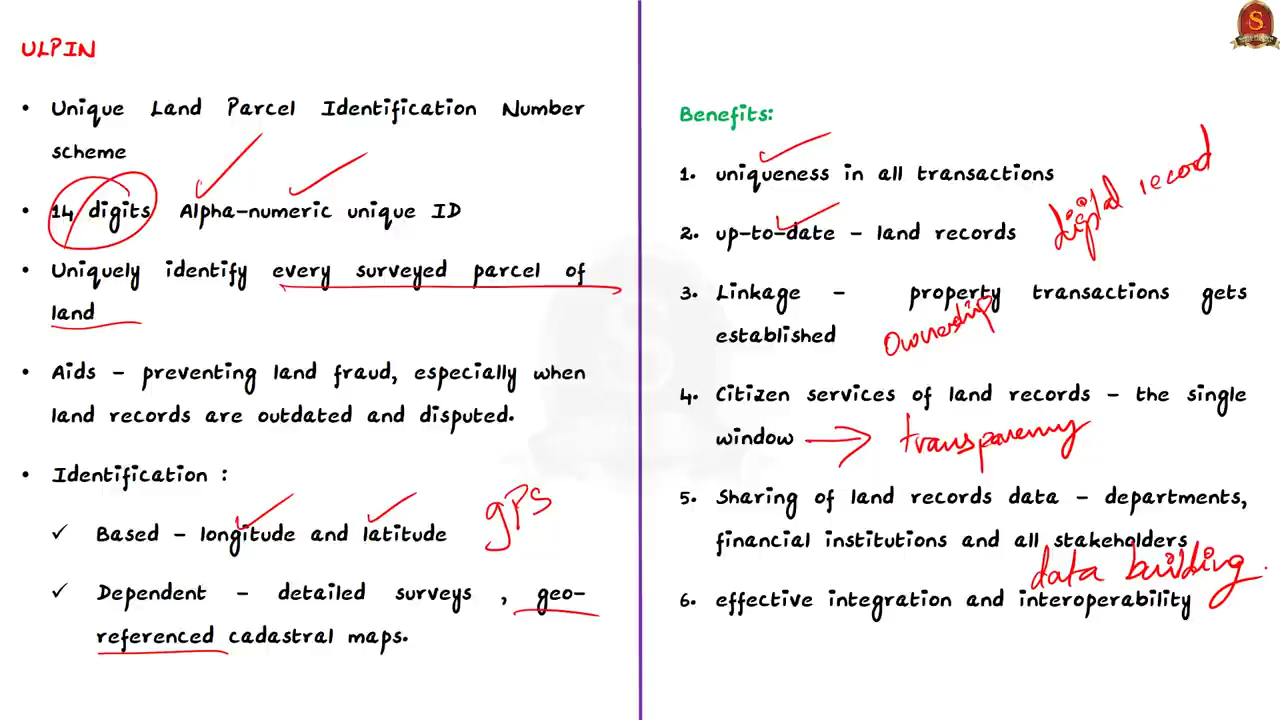 ULPIN
• Unique Land Parcel Identification Number
scheme
• 14 digits Alpha-numeric unique ID
• Uniquely identify every surveyed parcel of
land
• Aids - preventing land fraud, especially when
land records are outdated and disputed.
• Identification :
✓ Based - longitude and latitude
gPS
✓ Dependent - detailed surveys , geo-
referenced cadastral maps.
Benefits:
1. uniqueness in all transactions
2. up-to-date - land records
digital record
3. Linkage - property transactions gets
established
Ownership
4. Citizen services of land records - the single
window → transparency
5. Sharing of land records data - departments,
financial institutions and all stakeholders
data building.
6. effective integration and interoperability
S